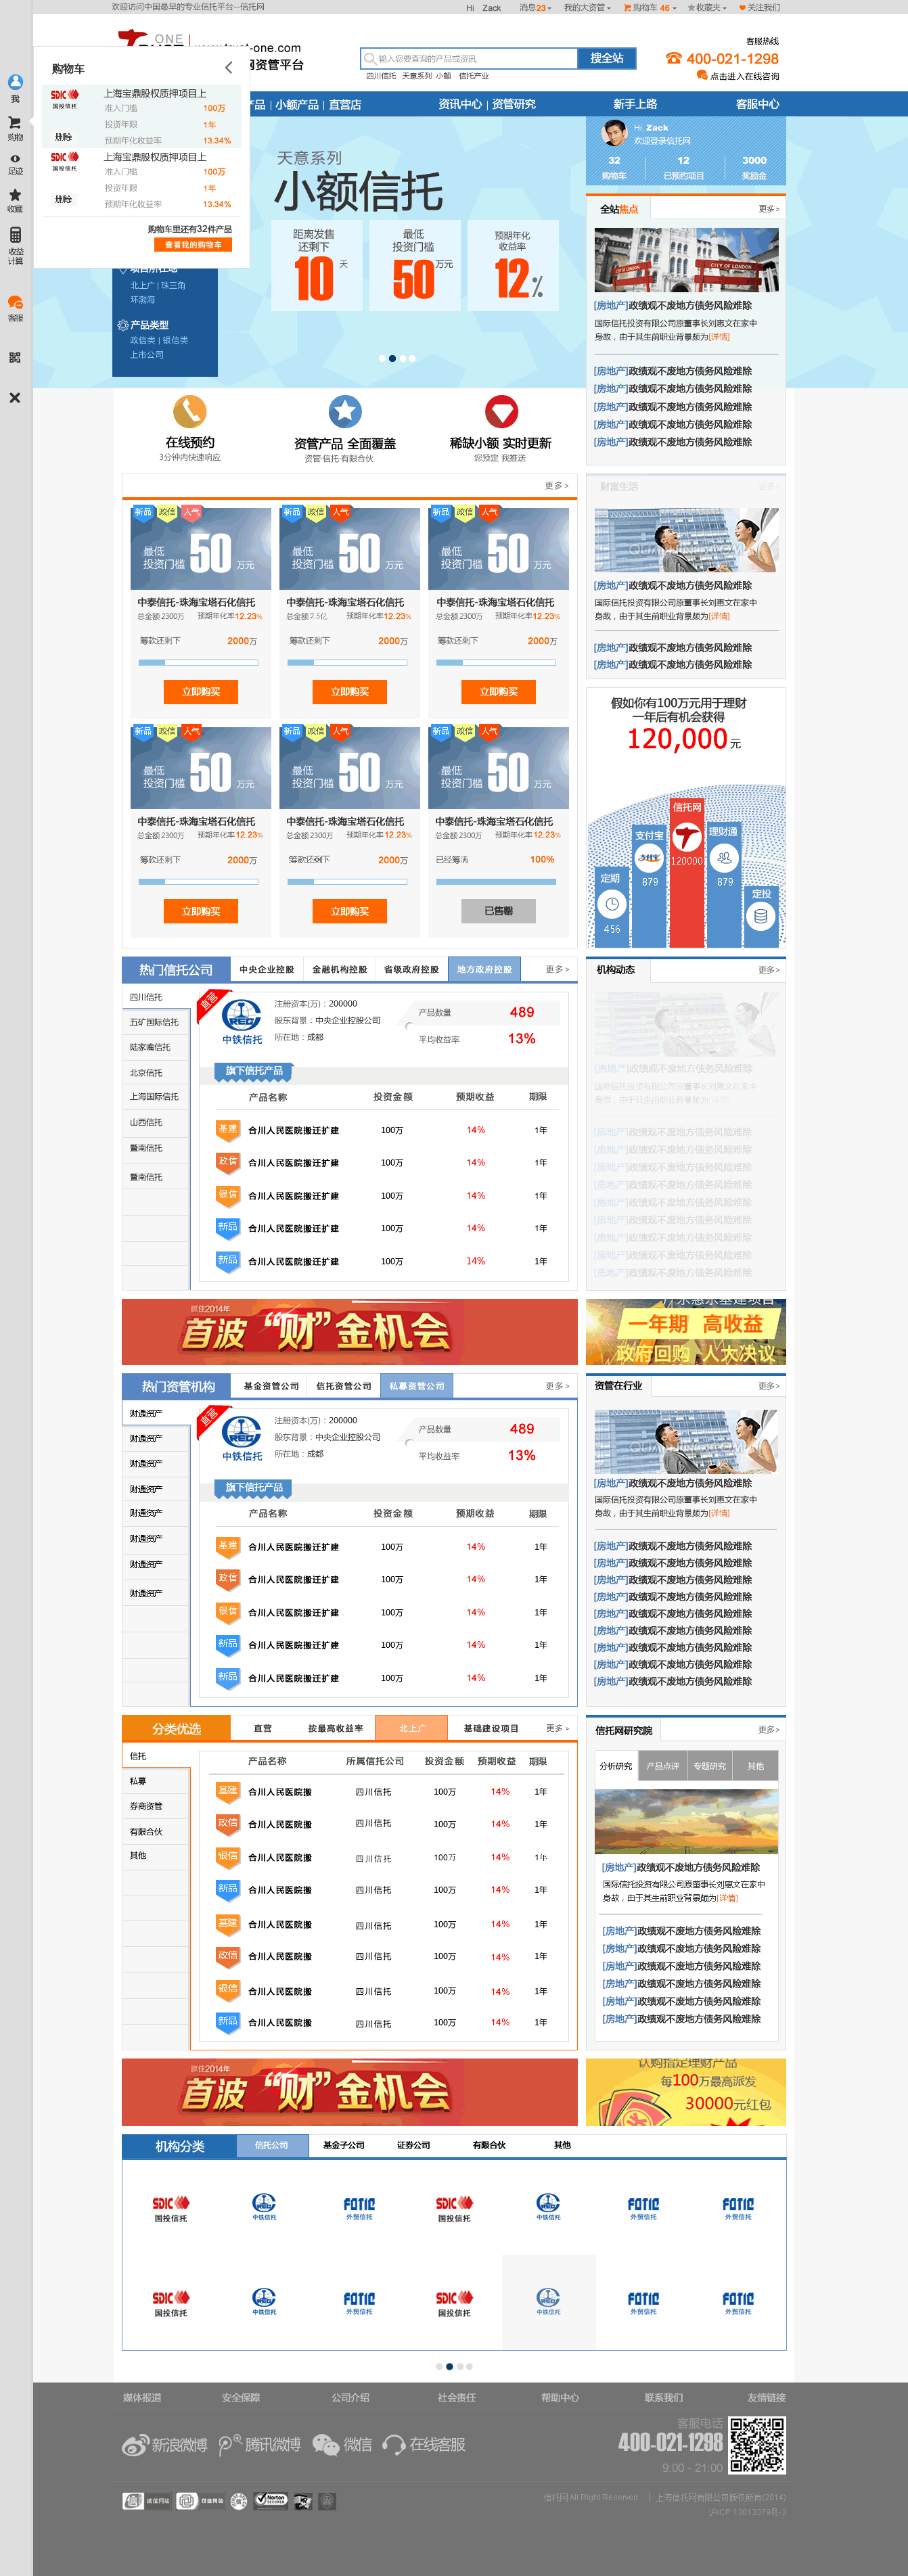 欢迎访问中国最早的专业信托平台--信托网
Hi Zack 消息23 我的大资管 购物车 46 收藏夹 关注我们
ONE
www.trust-one.com
网资管平台
输入您要查询的产品或资讯
搜全站
四川信托 天意系列 小额 信托产业
客服热线
400-021-1298
点击进入在线咨询
产品 | 小额产品 | 直营店 资讯中心 | 资管研究 新手上路 客服中心
我
购物
足迹
收藏
收益
计算
客服
购物车
SDIC
国投信托
删除
上海宝鼎股权质押项目上
准入门槛 100万
投资年限 1年
预期年化收益率 13.34%
SDIC
国投信托
删除
上海宝鼎股权质押项目上
准入门槛 100万
投资年限 1年
预期年化收益率 13.34%
购物车里还有32件产品
查看我的购物车
项目所在地
北上广 | 珠三角
环渤海
产品类型
政信类 | 银信类
上市公司
天意系列
小额信托
距离发售
还剩下
10 天
最低
投资门槛
50 万元
预期年化
收益率
12%
Hi, Zack
欢迎登录信托网
32 12 3000
购物车 已预约项目 奖励金
全站焦点 更多>
CITY OF LONDON
[房地产]政绩观不废地方债务风险难除
国际信托投资有限公司原董事长刘惠文在家中
身故，由于其生前职业背景颇为[详情]
[房地产]政绩观不废地方债务风险难除
[房地产]政绩观不废地方债务风险难除
[房地产]政绩观不废地方债务风险难除
[房地产]政绩观不废地方债务风险难除
[房地产]政绩观不废地方债务风险难除
在线预约
3分钟内快速响应
资管产品 全面覆盖
资管·信托·有限合伙
稀缺小额 实时更新
您预定 我推送
更多>
新品 政信 人气
最低
投资门槛 50 万元
中泰信托-珠海宝塔石化信托
总金额 2300万 预期年化率12.23%
筹款还剩下 2000万
立即购买
新品 政信 人气
最低
投资门槛 50 万元
中泰信托-珠海宝塔石化信托
总金额 2.5亿 预期年化率12.23%
筹款还剩下 2000万
立即购买
新品 政信 人气
最低
投资门槛 50 万元
中泰信托-珠海宝塔石化信托
总金额 2300万 预期年化率12.23%
筹款还剩下 2000万
立即购买
新品 政信 人气
最低
投资门槛 50 万元
中泰信托-珠海宝塔石化信托
总金额 2300万 预期年化率12.23%
筹款还剩下 2000万
立即购买
新品 政信 人气
最低
投资门槛 50 万元
中泰信托-珠海宝塔石化信托
总金额 2300万 预期年化率12.23%
筹款还剩下 2000万
立即购买
新品 政信 人气
最低
投资门槛 50 万元
中泰信托-珠海宝塔石化信托
总金额 2300万 预期年化率12.23%
已经筹满 100%
已售罄
财富生活 更多>
[房地产]政绩观不废地方债务风险难除
国际信托投资有限公司原董事长刘惠文在家中
身故，由于其生前职业背景颇为[详情]
[房地产]政绩观不废地方债务风险难除
[房地产]政绩观不废地方债务风险难除
假如你有100万元用于理财
一年后有机会获得
120,000 元
定期
456
支付宝
879
信托网
120000
理财通
879
定投
热门信托公司 中央企业控股 金融机构控股 省级政府控股 地方政府控股 更多>
四川信托
五矿国际信托
陆家嘴信托
北京信托
上海国际信托
山西信托
暨南信托
暨南信托
直营
中铁信托
注册资本(万)：200000
股东背景：中央企业控股公司
所在地：成都
产品数量 489
平均收益率 13%
旗下信托产品
产品名称 投资金额 预期收益 期限
基建 合川人民医院搬迁扩建 100万 14% 1年
政信 合川人民医院搬迁扩建 100万 14% 1年
银信 合川人民医院搬迁扩建 100万 14% 1年
新品 合川人民医院搬迁扩建 100万 14% 1年
新品 合川人民医院搬迁扩建 100万 14% 1年
机构动态 更多>
[房地产]政绩观不废地方债务风险难除
国际信托投资有限公司原董事长刘惠文在家中
身故，由于其生前职业背景颇为[详情]
[房地产]政绩观不废地方债务风险难除
[房地产]政绩观不废地方债务风险难除
[房地产]政绩观不废地方债务风险难除
[房地产]政绩观不废地方债务风险难除
[房地产]政绩观不废地方债务风险难除
[房地产]政绩观不废地方债务风险难除
[房地产]政绩观不废地方债务风险难除
[房地产]政绩观不废地方债务风险难除
[房地产]政绩观不废地方债务风险难除
抓住2014年
首波“财”金机会
一年期 高收益
政府回购 人大决议
热门资管机构 基金资管公司 信托资管公司 私募资管公司 更多>
财通资产
财通资产
财通资产
财通资产
财通资产
财通资产
财通资产
财通资产
直营
中铁信托
注册资本(万)：200000
股东背景：中央企业控股公司
所在地：成都
产品数量 489
平均收益率 13%
旗下信托产品
产品名称 投资金额 预期收益 期限
基建 合川人民医院搬迁扩建 100万 14% 1年
政信 合川人民医院搬迁扩建 100万 14% 1年
银信 合川人民医院搬迁扩建 100万 14% 1年
新品 合川人民医院搬迁扩建 100万 14% 1年
新品 合川人民医院搬迁扩建 100万 14% 1年
资管在行业 更多>
[房地产]政绩观不废地方债务风险难除
国际信托投资有限公司原董事长刘惠文在家中
身故，由于其生前职业背景颇为[详情]
[房地产]政绩观不废地方债务风险难除
[房地产]政绩观不废地方债务风险难除
[房地产]政绩观不废地方债务风险难除
[房地产]政绩观不废地方债务风险难除
[房地产]政绩观不废地方债务风险难除
[房地产]政绩观不废地方债务风险难除
[房地产]政绩观不废地方债务风险难除
[房地产]政绩观不废地方债务风险难除
[房地产]政绩观不废地方债务风险难除
分类优选 直营 按最高收益率 北上广 基础建设项目 更多>
信托
私募
券商资管
有限合伙
其他
产品名称 所属信托公司 投资金额 预期收益 期限
基建 合川人民医院搬 四川信托 100万 14% 1年
政信 合川人民医院搬 四川信托 100万 14% 1年
银信 合川人民医院搬 四川信托 100万 14% 1年
新品 合川人民医院搬 四川信托 100万 14% 1年
基建 合川人民医院搬 四川信托 100万 14% 1年
政信 合川人民医院搬 四川信托 100万 14% 1年
银信 合川人民医院搬 四川信托 100万 14% 1年
新品 合川人民医院搬 四川信托 100万 14% 1年
信托网研究院 更多>
分析研究 产品点评 专题研究 其他
[房地产]政绩观不废地方债务风险难除
国际信托投资有限公司原董事长刘惠文在家中
身故，由于其生前职业背景颇为[详情]
[房地产]政绩观不废地方债务风险难除
[房地产]政绩观不废地方债务风险难除
[房地产]政绩观不废地方债务风险难除
[房地产]政绩观不废地方债务风险难除
[房地产]政绩观不废地方债务风险难除
[房地产]政绩观不废地方债务风险难除
抓住2014年
首波“财”金机会
认购指定理财产品
每100万最高派发
30000元红包
机构分类 信托公司 基金子公司 证券公司 有限合伙 其他
SDIC 国投信托 中铁信托 FOTIC 外贸信托 SDIC 国投信托 中铁信托 FOTIC 外贸信托 FOTIC 外贸信托
SDIC 国投信托 中铁信托 FOTIC 外贸信托 SDIC 国投信托 中铁信托 FOTIC 外贸信托 FOTIC 外贸信托
媒体报道 安全保障 公司介绍 社会责任 帮助中心 联系我们 友情链接
新浪微博 腾讯微博 微信 在线客服
客服电话
400-021-1298
9:00 - 21:00
Norton
信托网 All Right Reserved | 上海信托网有限公司版权所有(2014)
沪ICP 13013379号-3